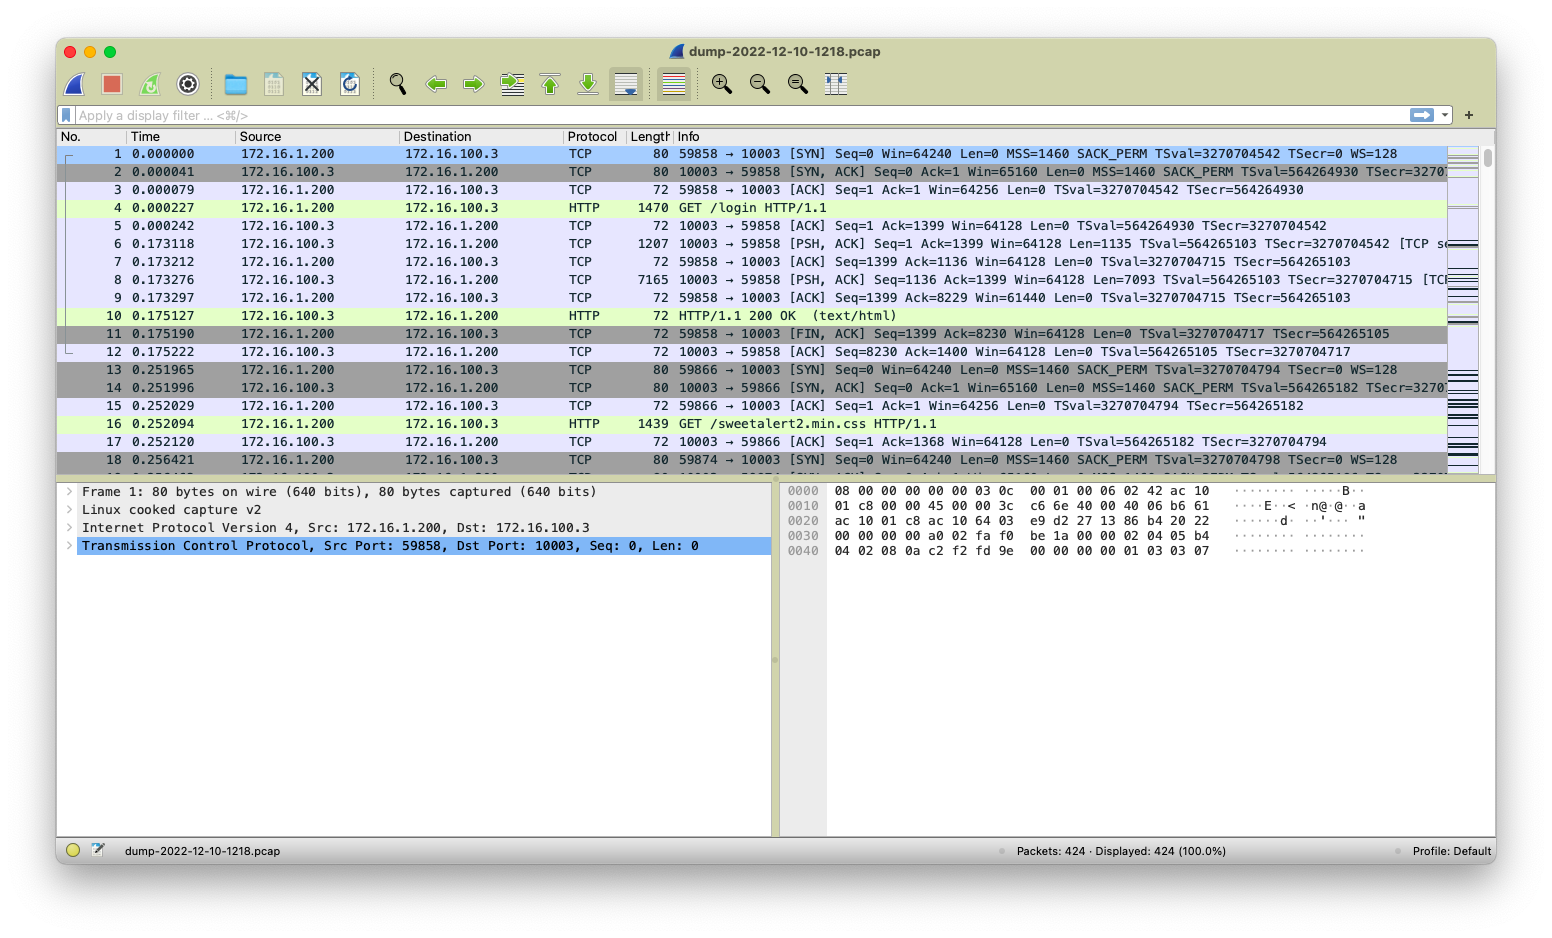 dump-2022-12-10-1218.pcap
Apply a display filter ... <⌘/>
+
No. Time Source Destination Protocol Length Info
1 0.000000 172.16.1.200 172.16.100.3 TCP 80 59858 → 10003 [SYN] Seq=0 Win=64240 Len=0 MSS=1460 SACK_PERM TSval=3270704542 TSecr=0 WS=128
2 0.000041 172.16.100.3 172.16.1.200 TCP 80 10003 → 59858 [SYN, ACK] Seq=0 Ack=1 Win=65160 Len=0 MSS=1460 SACK_PERM TSval=564264930 TSecr=3270
3 0.000079 172.16.1.200 172.16.100.3 TCP 72 59858 → 10003 [ACK] Seq=1 Ack=1 Win=64256 Len=0 TSval=3270704542 TSecr=564264930
4 0.000227 172.16.1.200 172.16.100.3 HTTP 1470 GET /login HTTP/1.1
5 0.000242 172.16.100.3 172.16.1.200 TCP 72 10003 → 59858 [ACK] Seq=1 Ack=1399 Win=64128 Len=0 TSval=564264930 TSecr=3270704542
6 0.173118 172.16.100.3 172.16.1.200 TCP 1207 10003 → 59858 [PSH, ACK] Seq=1 Ack=1399 Win=64128 Len=1135 TSval=564265103 TSecr=3270704542 [TCP se
7 0.173212 172.16.1.200 172.16.100.3 TCP 72 59858 → 10003 [ACK] Seq=1399 Ack=1136 Win=64128 Len=0 TSval=3270704715 TSecr=564265103
8 0.173276 172.16.100.3 172.16.1.200 TCP 7165 10003 → 59858 [PSH, ACK] Seq=1136 Ack=1399 Win=64128 Len=7093 TSval=564265103 TSecr=3270704715 [TCP
9 0.173297 172.16.1.200 172.16.100.3 TCP 72 59858 → 10003 [ACK] Seq=1399 Ack=8229 Win=61440 Len=0 TSval=3270704715 TSecr=564265103
10 0.175127 172.16.100.3 172.16.1.200 HTTP 72 HTTP/1.1 200 OK (text/html)
11 0.175190 172.16.1.200 172.16.100.3 TCP 72 59858 → 10003 [FIN, ACK] Seq=1399 Ack=8230 Win=64128 Len=0 TSval=3270704717 TSecr=564265105
12 0.175222 172.16.100.3 172.16.1.200 TCP 72 10003 → 59858 [ACK] Seq=8230 Ack=1400 Win=64128 Len=0 TSval=564265105 TSecr=3270704717
13 0.251965 172.16.1.200 172.16.100.3 TCP 80 59866 → 10003 [SYN] Seq=0 Win=64240 Len=0 MSS=1460 SACK_PERM TSval=3270704794 TSecr=0 WS=128
14 0.251996 172.16.100.3 172.16.1.200 TCP 80 10003 → 59866 [SYN, ACK] Seq=0 Ack=1 Win=65160 Len=0 MSS=1460 SACK_PERM TSval=564265182 TSecr=3270
15 0.252029 172.16.1.200 172.16.100.3 TCP 72 59866 → 10003 [ACK] Seq=1 Ack=1 Win=64256 Len=0 TSval=3270704794 TSecr=564265182
16 0.252094 172.16.1.200 172.16.100.3 HTTP 1439 GET /sweetalert2.min.css HTTP/1.1
17 0.252120 172.16.100.3 172.16.1.200 TCP 72 10003 → 59866 [ACK] Seq=1 Ack=1368 Win=64128 Len=0 TSval=564265182 TSecr=3270704794
18 0.256421 172.16.1.200 172.16.100.3 TCP 80 59874 → 10003 [SYN] Seq=0 Win=64240 Len=0 MSS=1460 SACK_PERM TSval=3270704798 TSecr=0 WS=128
Frame 1: 80 bytes on wire (640 bits), 80 bytes captured (640 bits)
Linux cooked capture v2
Internet Protocol Version 4, Src: 172.16.1.200, Dst: 172.16.100.3
Transmission Control Protocol, Src Port: 59858, Dst Port: 10003, Seq: 0, Len: 0
0000 08 00 00 00 00 00 03 0c 00 01 00 06 02 42 ac 10 ········ ·····B··
0010 01 c8 00 00 45 00 00 3c c6 6e 40 00 40 06 b6 61 ····E··< ·n@·@··a
0020 ac 10 01 c8 ac 10 64 03 e9 d2 27 13 86 b4 20 22 ······d· ··'··· "
0030 00 00 00 00 a0 02 fa f0 be 1a 00 00 02 04 05 b4 ········ ········
0040 04 02 08 0a c2 f2 fd 9e 00 00 00 00 01 03 03 07 ········ ········
dump-2022-12-10-1218.pcap
Packets: 424 · Displayed: 424 (100.0%)
Profile: Default